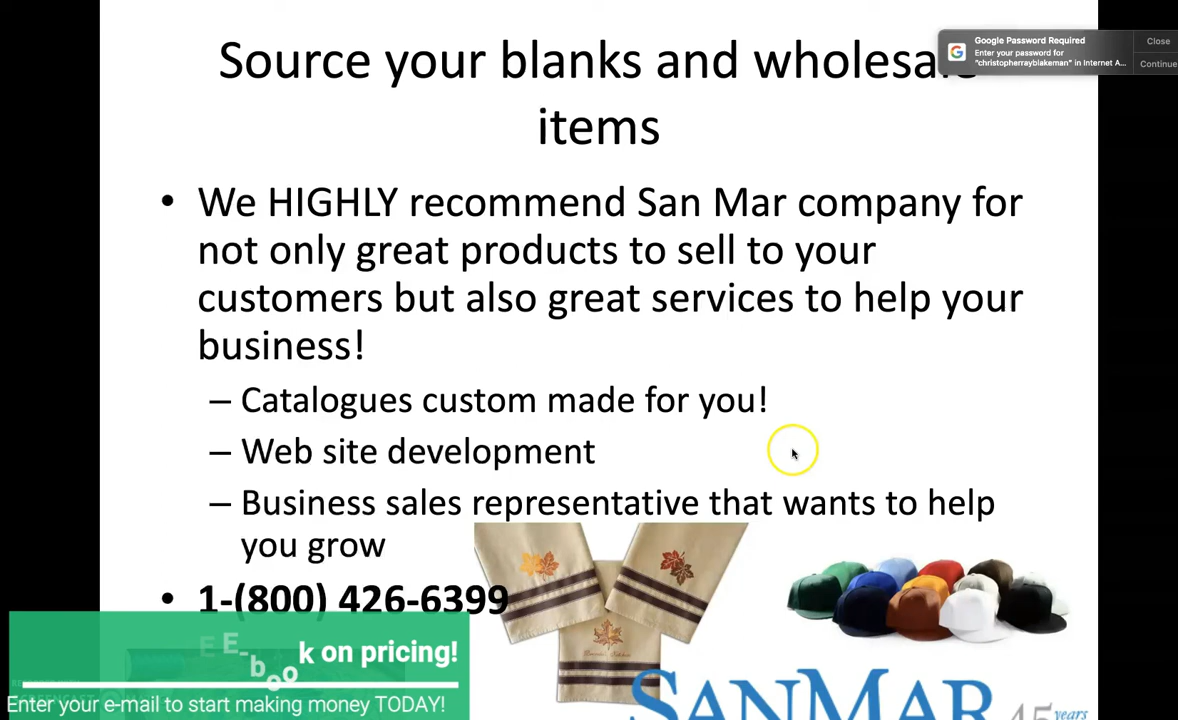 Source your blanks and wholesale
items
Google Password Required
Enter your password for
"christopherrayblakeman" in Internet A...
Close
Continue
• We HIGHLY recommend San Mar company for
not only great products to sell to your
customers but also great services to help your
business!
– Catalogues custom made for you!
– Web site development
– Business sales representative that wants to help
you grow
• 1-(800) 426-6399
E-book on pricing!
Enter your e-mail to start making money TODAY!
SANMAR 45 years